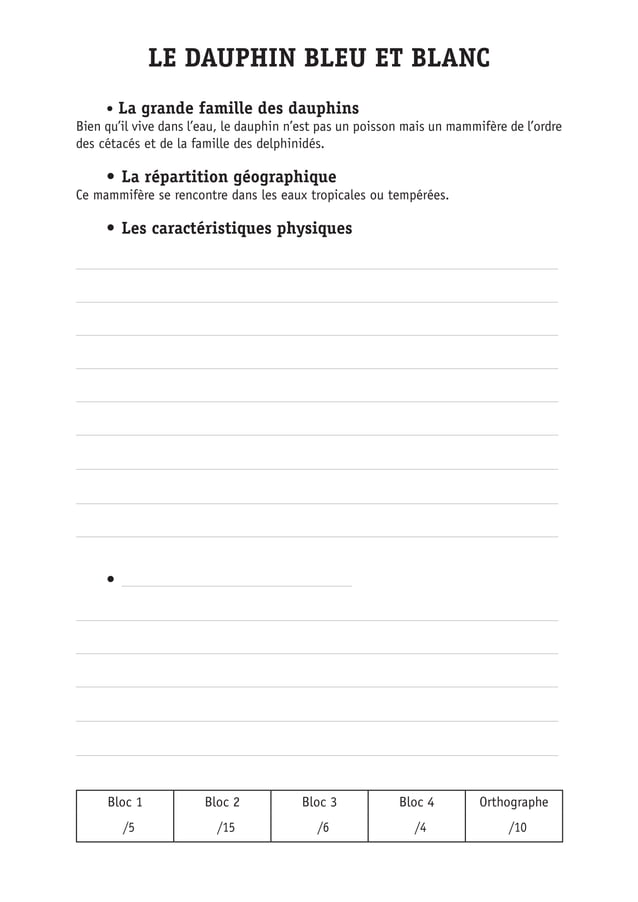 LE DAUPHIN BLEU ET BLANC
• La grande famille des dauphins
Bien qu’il vive dans l’eau, le dauphin n’est pas un poisson mais un mammifère de l’ordre
des cétacés et de la famille des delphinidés.
• La répartition géographique
Ce mammifère se rencontre dans les eaux tropicales ou tempérées.
• Les caractéristiques physiques
•
Bloc 1 Bloc 2 Bloc 3 Bloc 4 Orthographe
/5 /15 /6 /4 /10